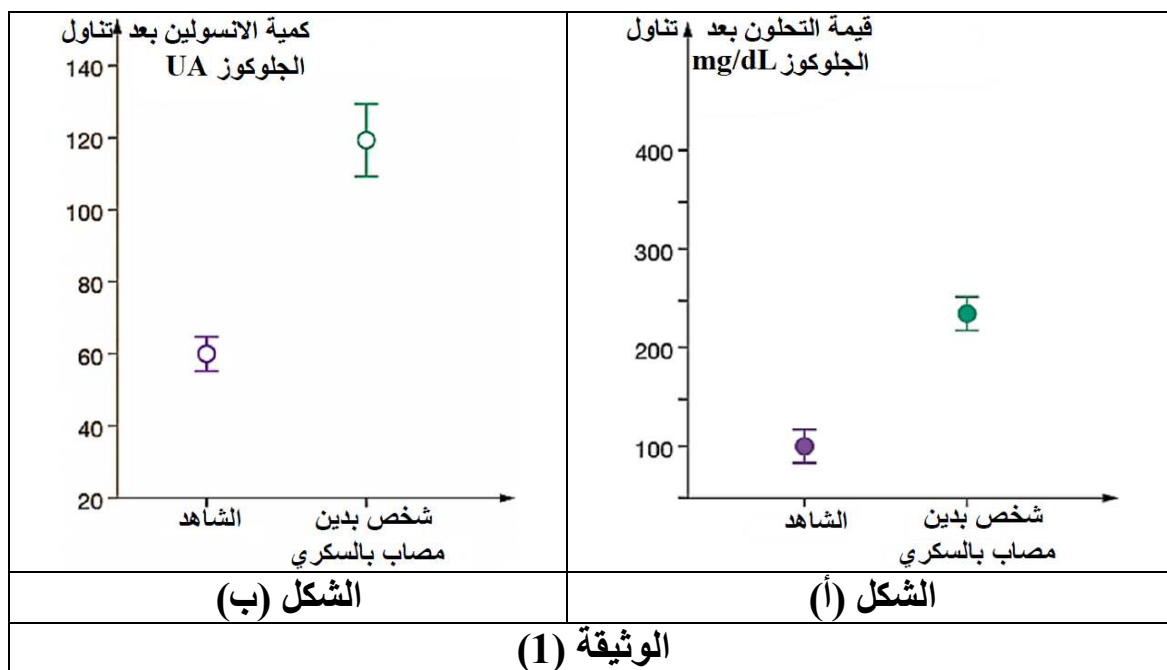 قيمة التحلون بعد تناول
الجلوكوز mg/dL
400
300
200
100
الشاهد
شخص بدين
مصاب بالسكري
الشكل (أ)
كمية الانسولين بعد تناول
الجلوكوز UA
140
120
100
80
60
40
20
الشاهد
شخص بدين
مصاب بالسكري
الشكل (ب)
الوثيقة (1)